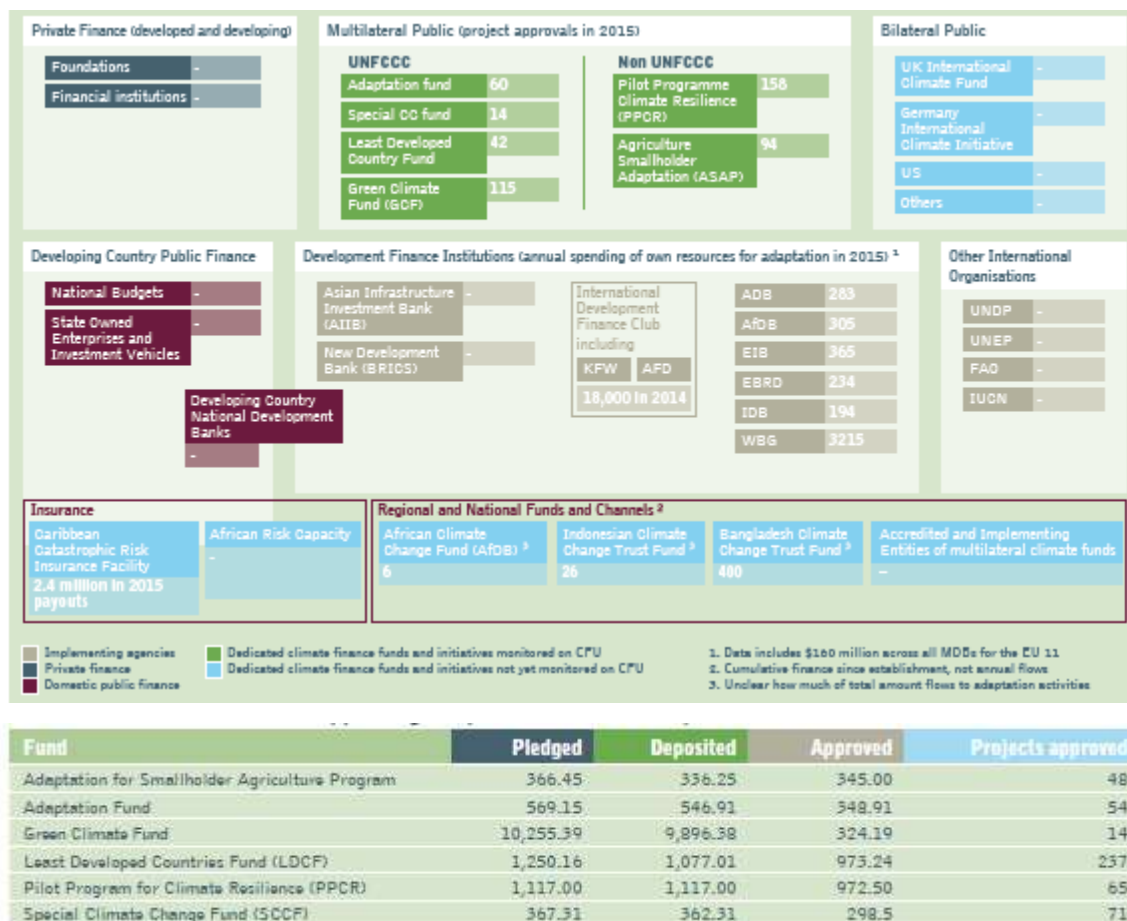 Private Finance (developed and developing)
Foundations -
Financial institutions -
Multilateral Public (project approvals in 2015)
UNFCCC
Adaptation fund 60
Special CC fund 14
Least Developed
Country Fund
42
Green Climate
Fund (GCF)
115
Non UNFCCC
Pilot Programme
Climate Resilience
(PPCR)
158
Agriculture
Smallholder
Adaptation (ASAP)
94
Bilateral Public
UK International
Climate Fund
-
Germany
International
Climate Initiative
-
US -
Others -
Developing Country Public Finance
National Budgets -
State Owned
Enterprises and
Investment Vehicles
-
Developing Country
National Development
Banks
-
Development Finance Institutions (annual spending of own resources for adaptation in 2015) 1
Asian Infrastructure
Investment Bank
(AIIB)
-
New Development
Bank (BRICS)
-
International
Development
Finance Club
including
KFW AFD
18,000 in 2014
ADB 283
AfDB 305
EIB 365
EBRD 234
IDB 194
WBG 3215
Other International
Organisations
UNDP -
UNEP -
FAO -
IUCN -
Insurance
Caribbean
Catastrophic Risk
Insurance Facility
2.4 million in 2015
payouts
African Risk Capacity
-
Regional and National Funds and Channels 2
African Climate
Change Fund (AfDB) 3
6
Indonesian Climate
Change Trust Fund 3
26
Bangladesh Climate
Change Trust Fund 3
400
Accredited and Implementing
Entities of multilateral climate funds
–
Implementing agencies
Private finance
Domestic public finance
Dedicated climate finance funds and initiatives monitored on CFU
Dedicated climate finance funds and initiatives not yet monitored on CFU
1. Data includes $160 million across all MDBs for the EU 11
2. Cumulative finance since establishment, not annual flows
3. Unclear how much of total amount flows to adaptation activities
Fund Pledged Deposited Approved Projects approved
Adaptation for Smallholder Agriculture Program 366.45 336.25 345.00 48
Adaptation Fund 569.15 546.91 348.91 54
Green Climate Fund 10,255.39 9,896.38 324.19 14
Least Developed Countries Fund (LDCF) 1,250.16 1,077.01 973.24 237
Pilot Program for Climate Resilience (PPCR) 1,117.00 1,117.00 972.50 65
Special Climate Change Fund (SCCF) 367.31 362.31 298.5 71